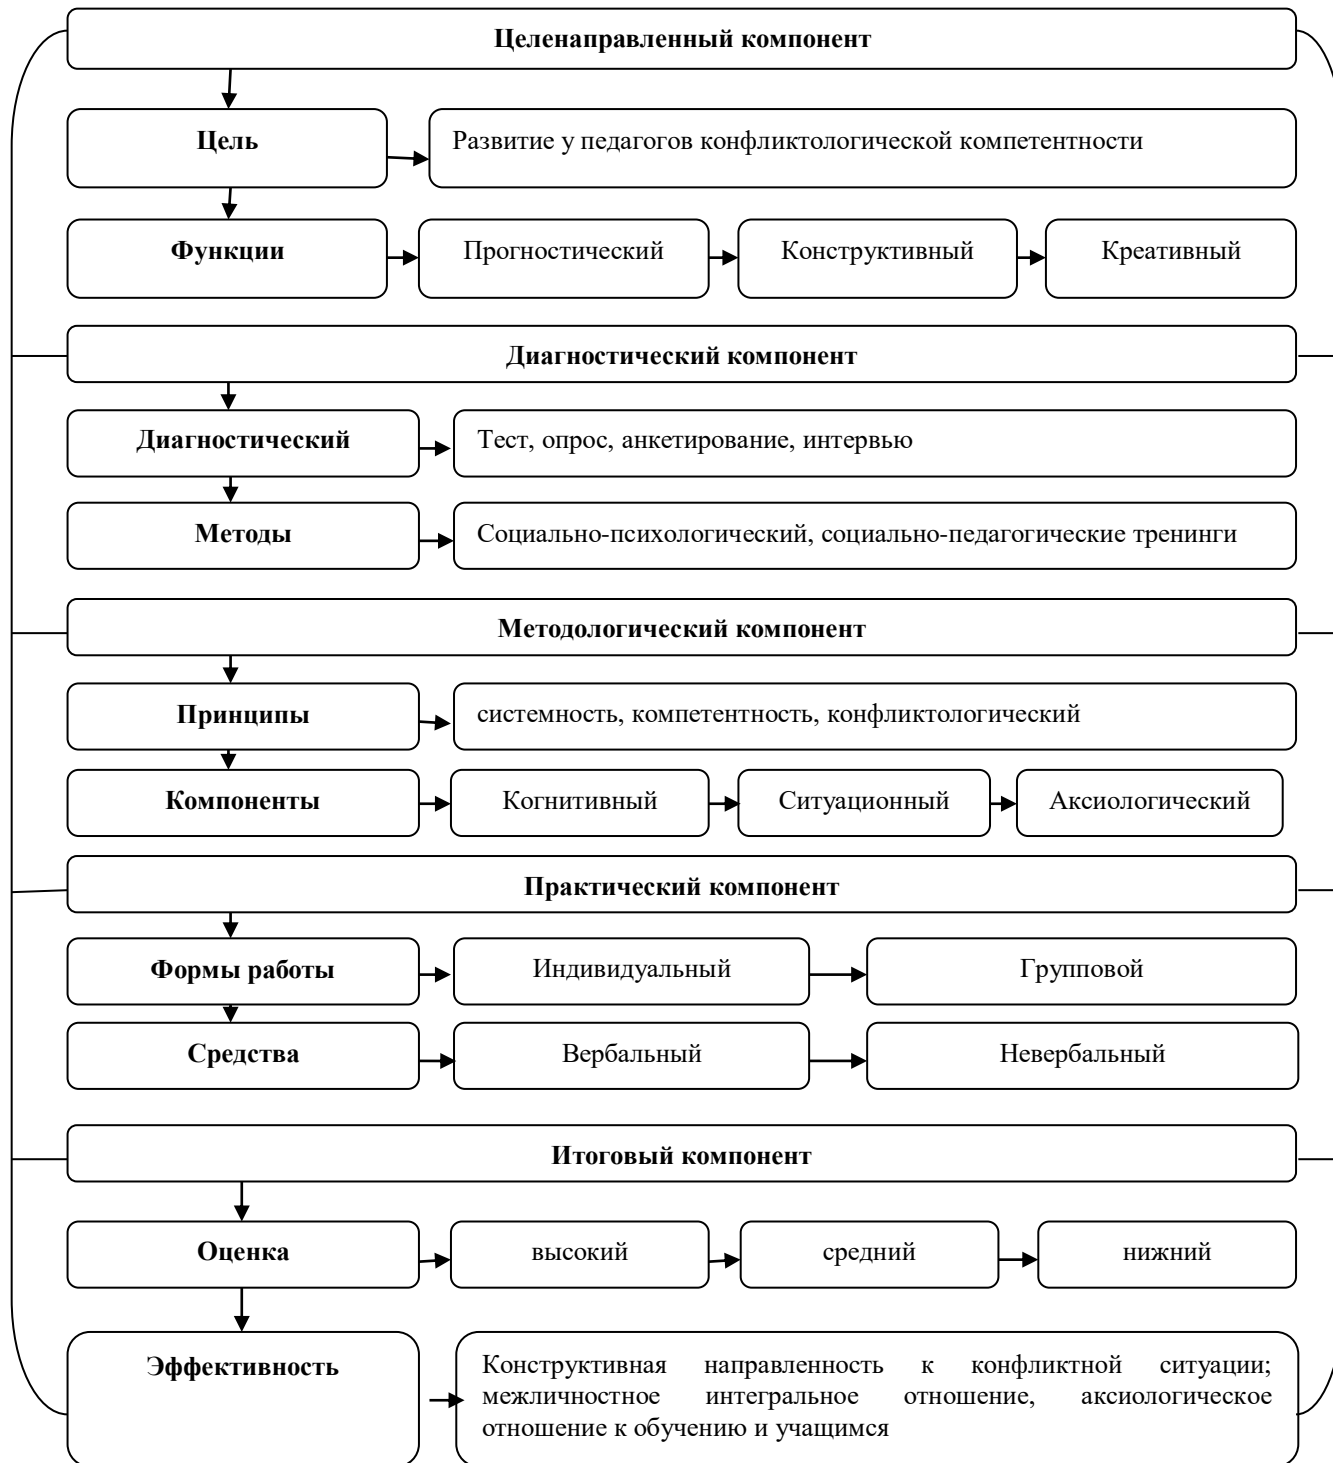 Целенаправленный компонент
Цель
Развитие у педагогов конфликтологической компетентности
Функции
Прогностический
Конструктивный
Креативный
Диагностический компонент
Диагностический
Тест, опрос, анкетирование, интервью
Методы
Социально-психологический, социально-педагогические тренинги
Методологический компонент
Принципы
системность, компетентность, конфликтологический
Компоненты
Когнитивный
Ситуационный
Аксиологический
Практический компонент
Формы работы
Индивидуальный
Групповой
Средства
Вербальный
Невербальный
Итоговый компонент
Оценка
высокий
средний
нижний
Эффективность
Конструктивная направленность к конфликтной ситуации;
межличностное интегральное отношение, аксиологическое
отношение к обучению и учащимся